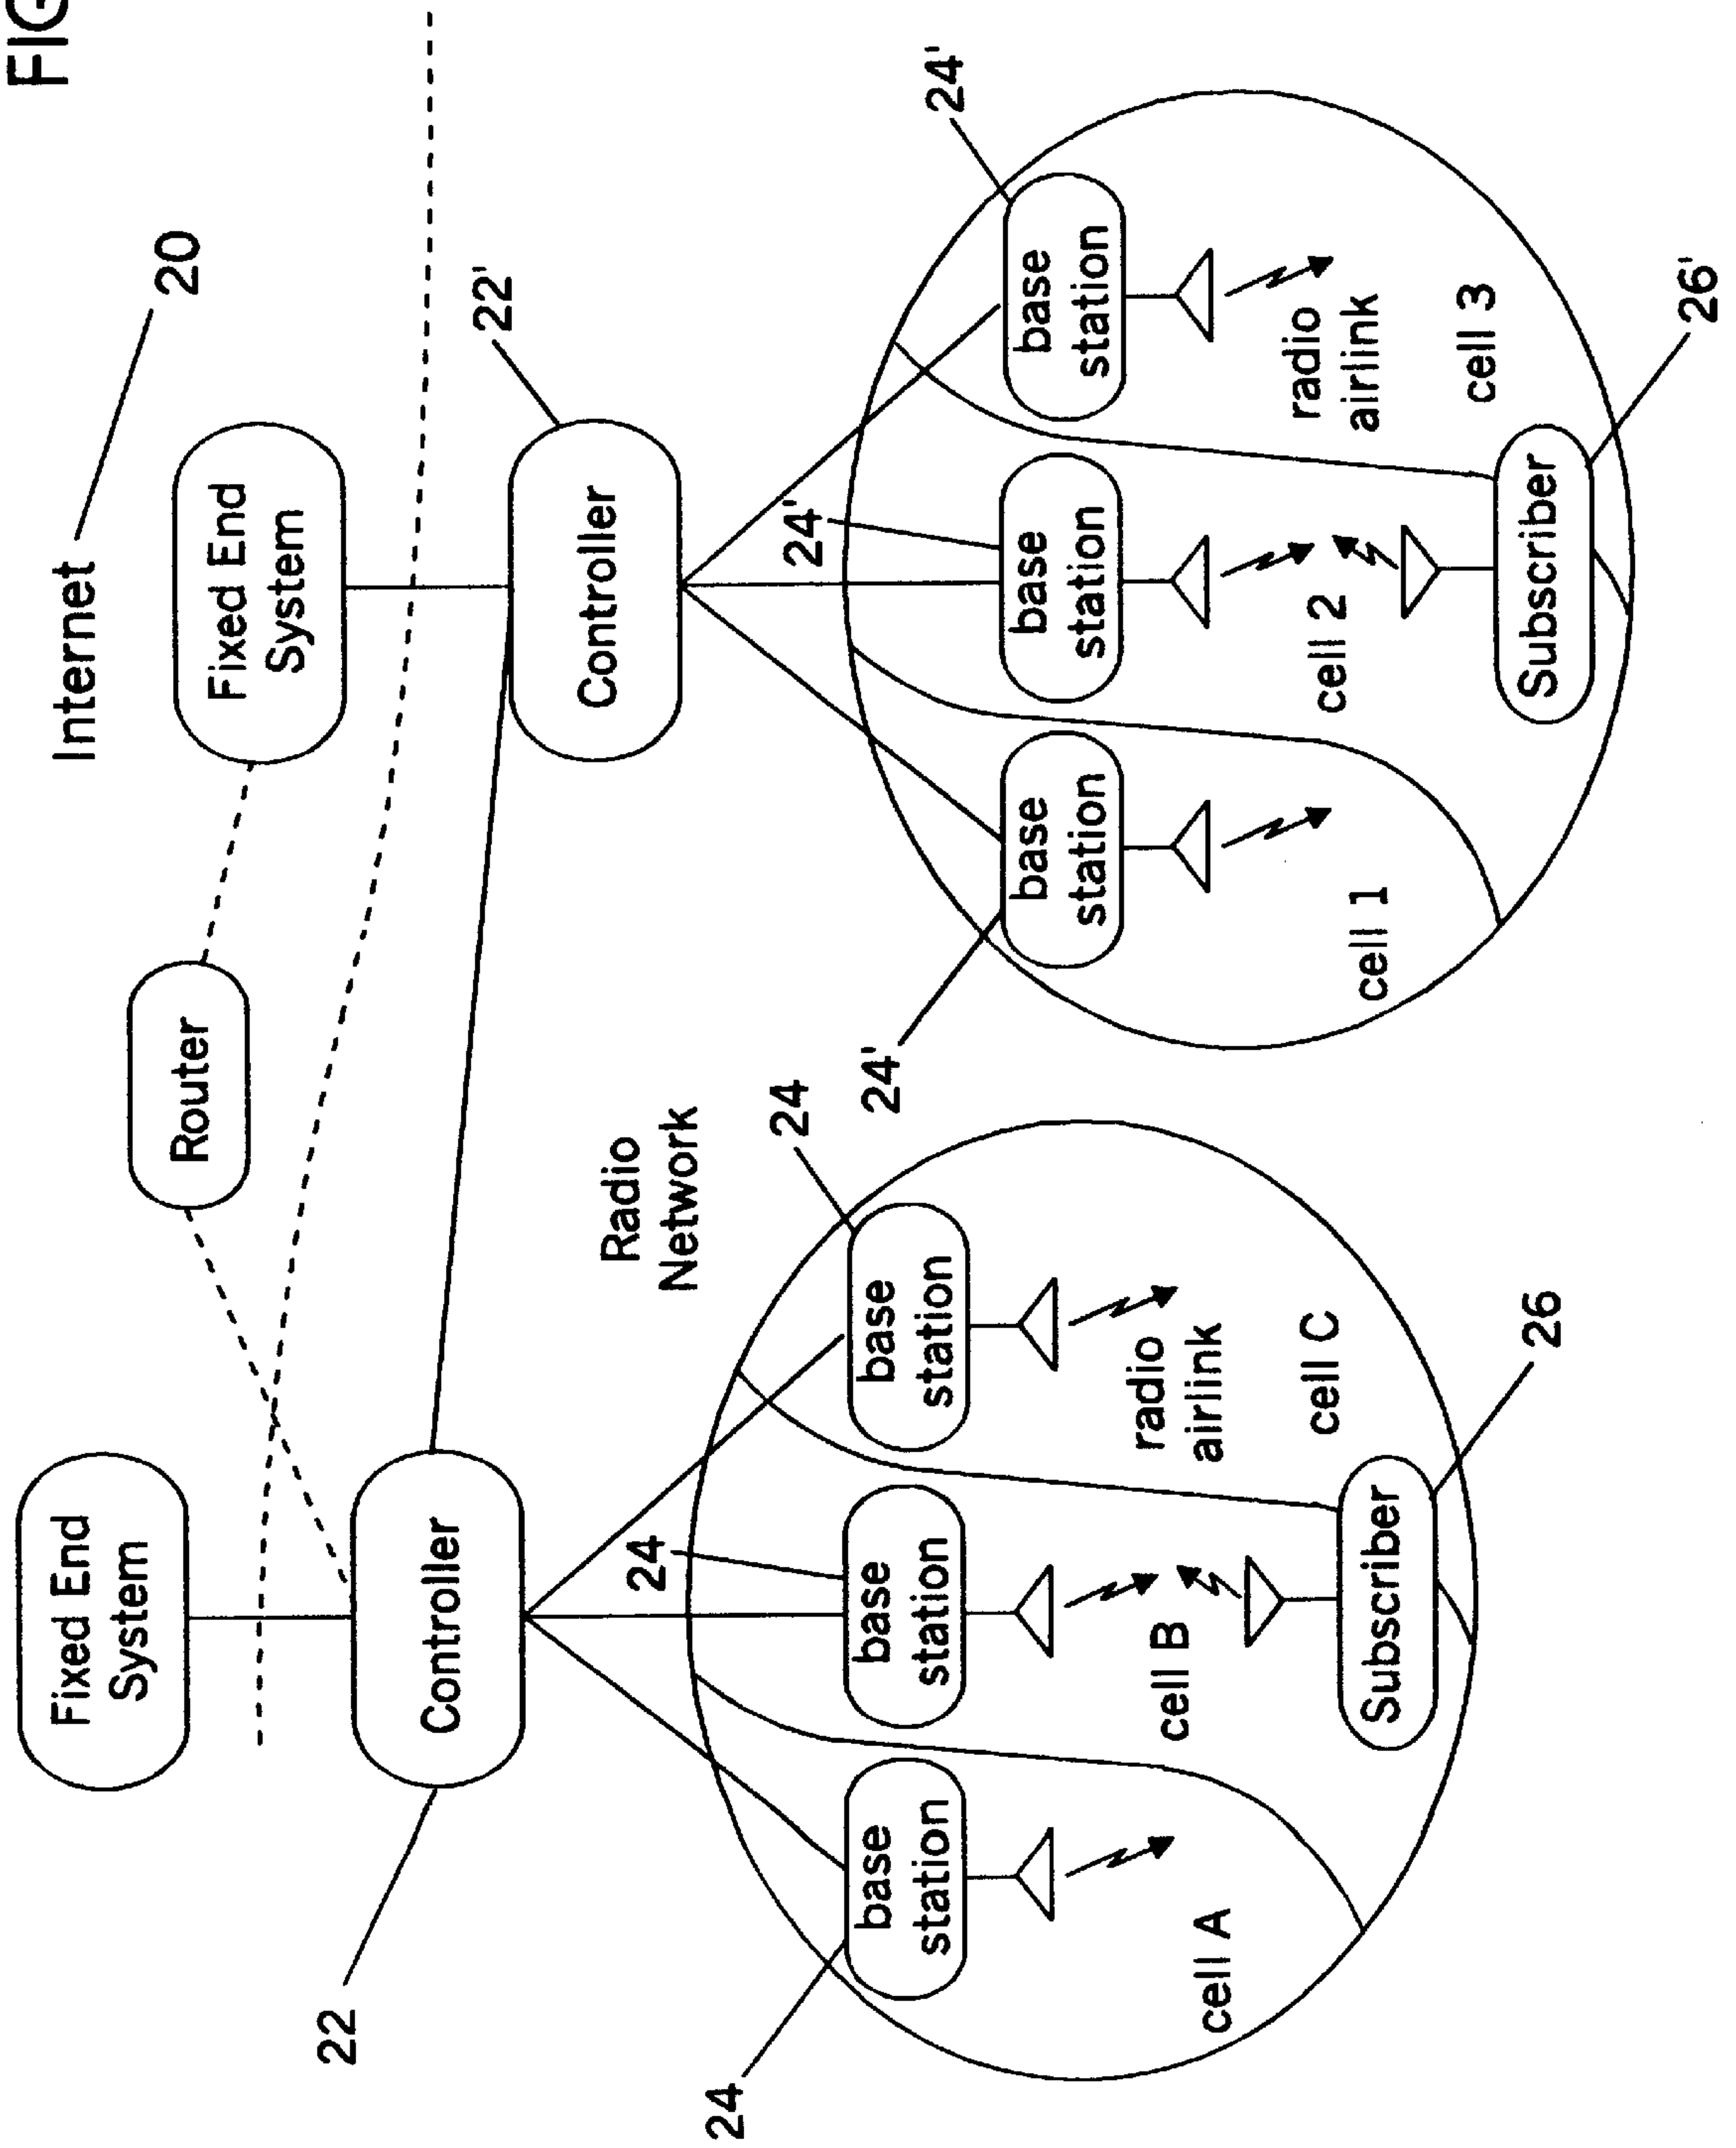 FIG
Internet
20
Fixed End
System
Router
Fixed End
System
22'
Controller
Controller
22
Radio
Network
24'
24'
24'
base
station
base
station
base
station
radio
airlink
cell 1
cell 2
cell 3
Subscriber
26'
24
24
24
base
station
base
station
base
station
radio
airlink
cell A
cell B
cell C
Subscriber
26